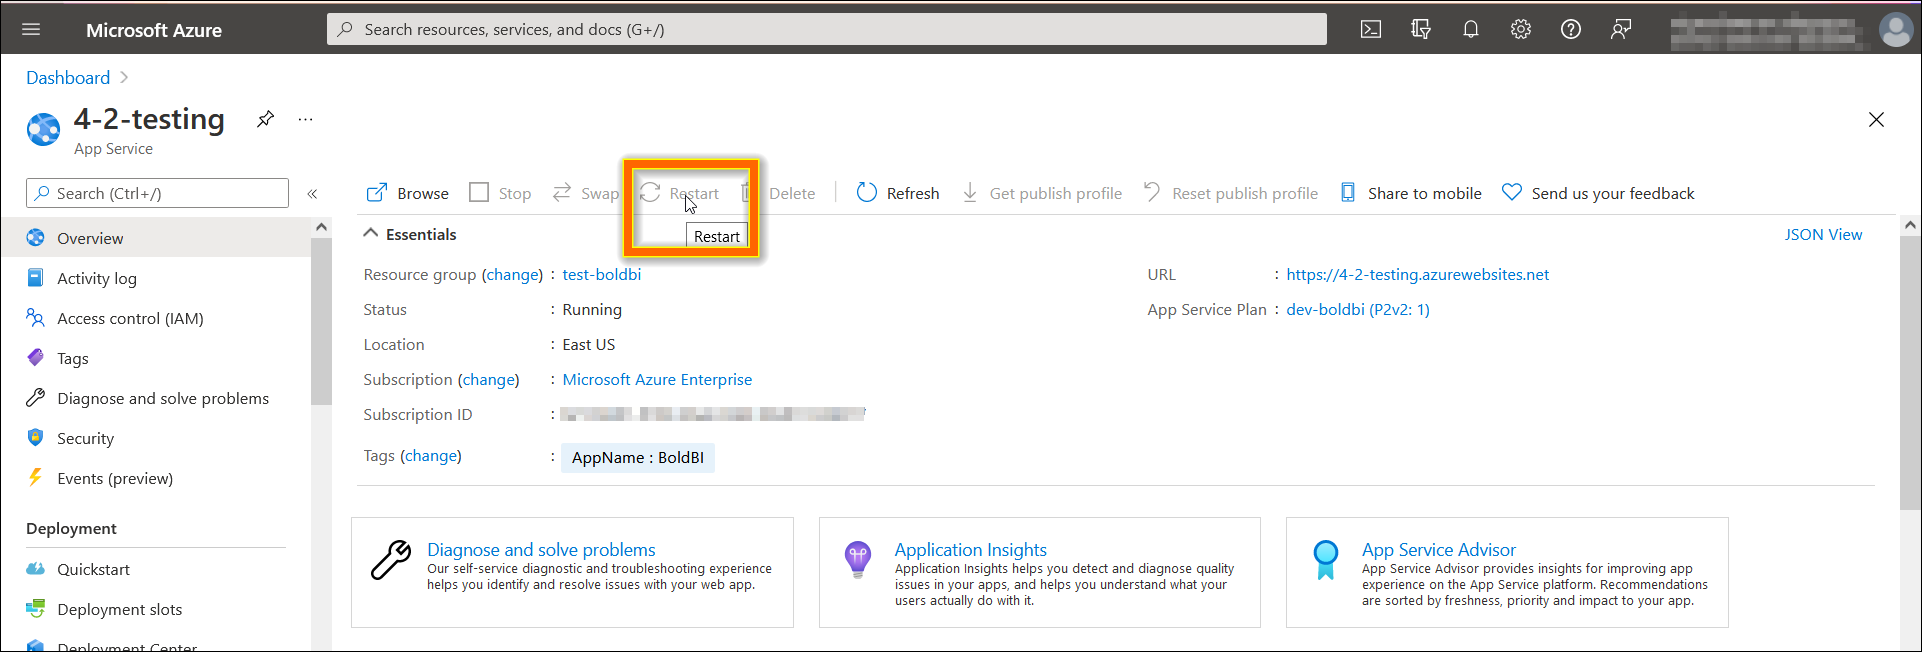 Microsoft Azure
Search resources, services, and docs (G+/)
Dashboard
4-2-testing
App Service
Search (Ctrl+/)
Overview
Activity log
Access control (IAM)
Tags
Diagnose and solve problems
Security
Events (preview)
Deployment
Quickstart
Deployment slots
Deployment Center
Browse Stop Swap Restart Delete Refresh Get publish profile Reset publish profile Share to mobile Send us your feedback
Restart
Essentials
JSON View
Resource group (change) : test-boldbi
Status : Running
Location : East US
Subscription (change) : Microsoft Azure Enterprise
Subscription ID :
Tags (change) : AppName : BoldBI
URL : https://4-2-testing.azurewebsites.net
App Service Plan : dev-boldbi (P2v2: 1)
Diagnose and solve problems
Our self-service diagnostic and troubleshooting experience
helps you identify and resolve issues with your web app.
Application Insights
Application Insights helps you detect and diagnose quality
issues in your apps, and helps you understand what your
users actually do with it.
App Service Advisor
App Service Advisor provides insights for improving app
experience on the App Service platform. Recommendations
are sorted by freshness, priority and impact to your app.